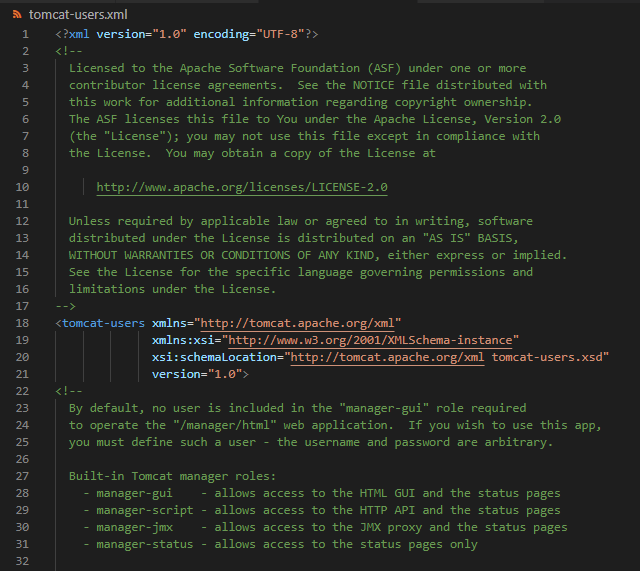 tomcat-users.xml
1 <?xml version="1.0" encoding="UTF-8"?>
2 <!--
3   Licensed to the Apache Software Foundation (ASF) under one or more
4   contributor license agreements.  See the NOTICE file distributed with
5   this work for additional information regarding copyright ownership.
6   The ASF licenses this file to You under the Apache License, Version 2.0
7   (the "License"); you may not use this file except in compliance with
8   the License.  You may obtain a copy of the License at
9
10       http://www.apache.org/licenses/LICENSE-2.0
11
12   Unless required by applicable law or agreed to in writing, software
13   distributed under the License is distributed on an "AS IS" BASIS,
14   WITHOUT WARRANTIES OR CONDITIONS OF ANY KIND, either express or implied.
15   See the License for the specific language governing permissions and
16   limitations under the License.
17 -->
18 <tomcat-users xmlns="http://tomcat.apache.org/xml"
19               xmlns:xsi="http://www.w3.org/2001/XMLSchema-instance"
20               xsi:schemaLocation="http://tomcat.apache.org/xml tomcat-users.xsd"
21               version="1.0">
22 <!--
23   By default, no user is included in the "manager-gui" role required
24   to operate the "/manager/html" web application.  If you wish to use this app,
25   you must define such a user - the username and password are arbitrary.
26
27   Built-in Tomcat manager roles:
28     - manager-gui    - allows access to the HTML GUI and the status pages
29     - manager-script - allows access to the HTTP API and the status pages
30     - manager-jmx    - allows access to the JMX proxy and the status pages
31     - manager-status - allows access to the status pages only
32